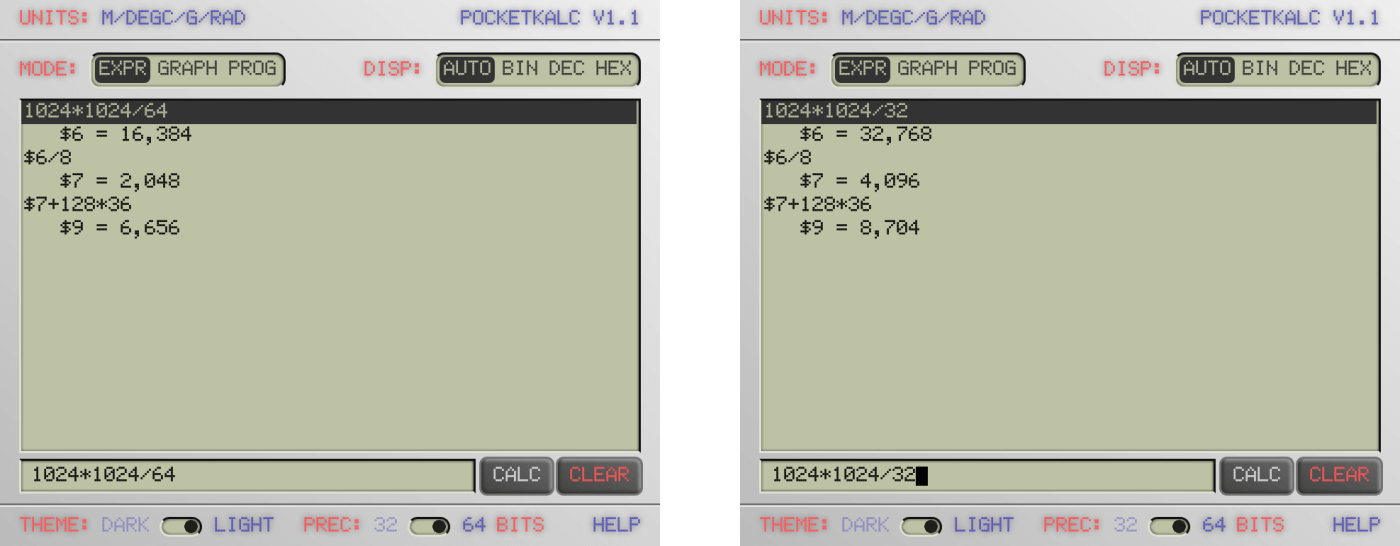 UNITS: M/DEGC/G/RAD POCKETKALC V1.1
MODE: EXPR GRAPH PROG DISP: AUTO BIN DEC HEX
1024*1024/64
$6 = 16,384
$6/8
$7 = 2,048
$7+128*36
$9 = 6,656
1024*1024/64 CALC CLEAR
THEME: DARK LIGHT PREC: 32 64 BITS HELP
UNITS: M/DEGC/G/RAD POCKETKALC V1.1
MODE: EXPR GRAPH PROG DISP: AUTO BIN DEC HEX
1024*1024/32
$6 = 32,768
$6/8
$7 = 4,096
$7+128*36
$9 = 8,704
1024*1024/32 CALC CLEAR
THEME: DARK LIGHT PREC: 32 64 BITS HELP